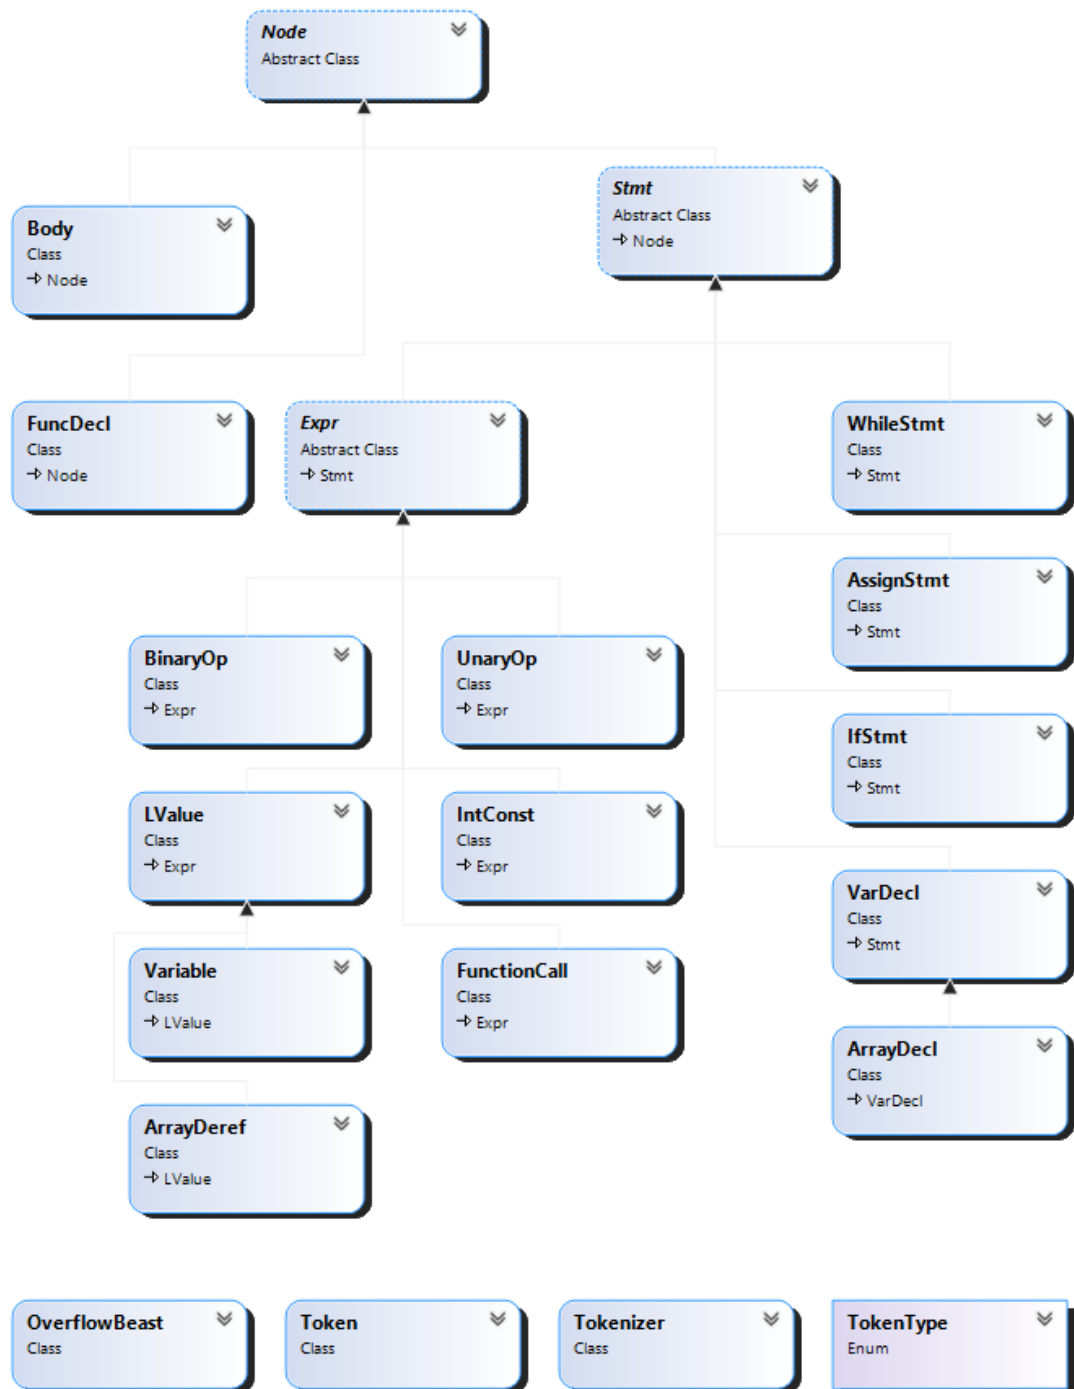 Node
Abstract Class
Stmt
Abstract Class
Node
Body
Class
Node
FuncDecl
Class
Node
Expr
Abstract Class
Stmt
WhileStmt
Class
Stmt
AssignStmt
Class
Stmt
BinaryOp
Class
Expr
UnaryOp
Class
Expr
IfStmt
Class
Stmt
LValue
Class
Expr
IntConst
Class
Expr
VarDecl
Class
Stmt
Variable
Class
LValue
FunctionCall
Class
Expr
ArrayDecl
Class
VarDecl
ArrayDeref
Class
LValue
OverflowBeast
Class
Token
Class
Tokenizer
Class
TokenType
Enum